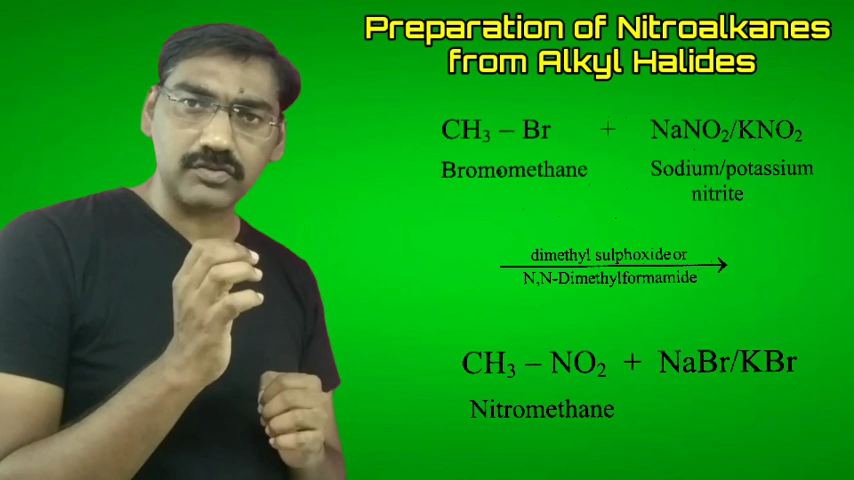 Preparation of Nitroalkanes
from Alkyl Halides
CH₃ – Br + NaNO₂/KNO₂
Bromomethane Sodium/potassium
nitrite
dimethyl sulphoxide or
N,N-Dimethylformamide
CH₃ – NO₂ + NaBr/KBr
Nitromethane